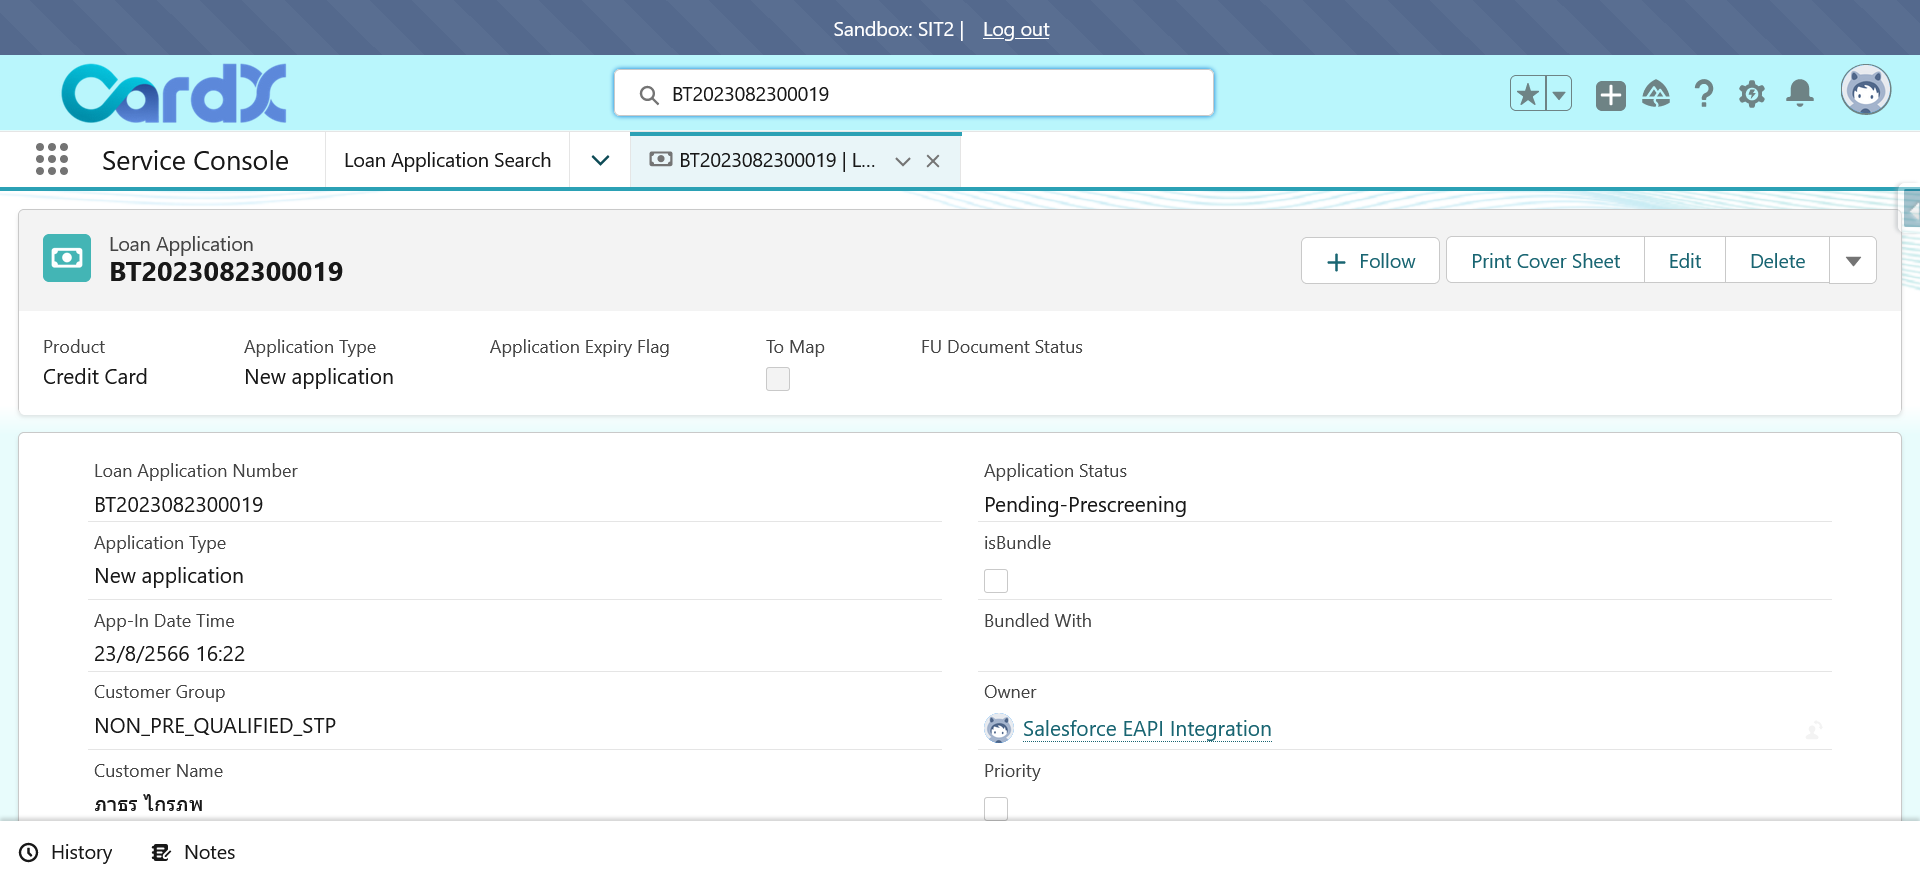 Sandbox: SIT2 | Log out
CardX
BT2023082300019
Service Console
Loan Application Search
BT2023082300019 | L...
Loan Application
BT2023082300019
Follow
Print Cover Sheet
Edit
Delete
Product
Application Type
Application Expiry Flag
To Map
FU Document Status
Credit Card
New application
Loan Application Number
BT2023082300019
Application Status
Pending-Prescreening
Application Type
New application
isBundle
App-In Date Time
23/8/2566 16:22
Bundled With
Customer Group
NON_PRE_QUALIFIED_STP
Owner
Salesforce EAPI Integration
Customer Name
ภาธร ไกรภพ
Priority
History
Notes